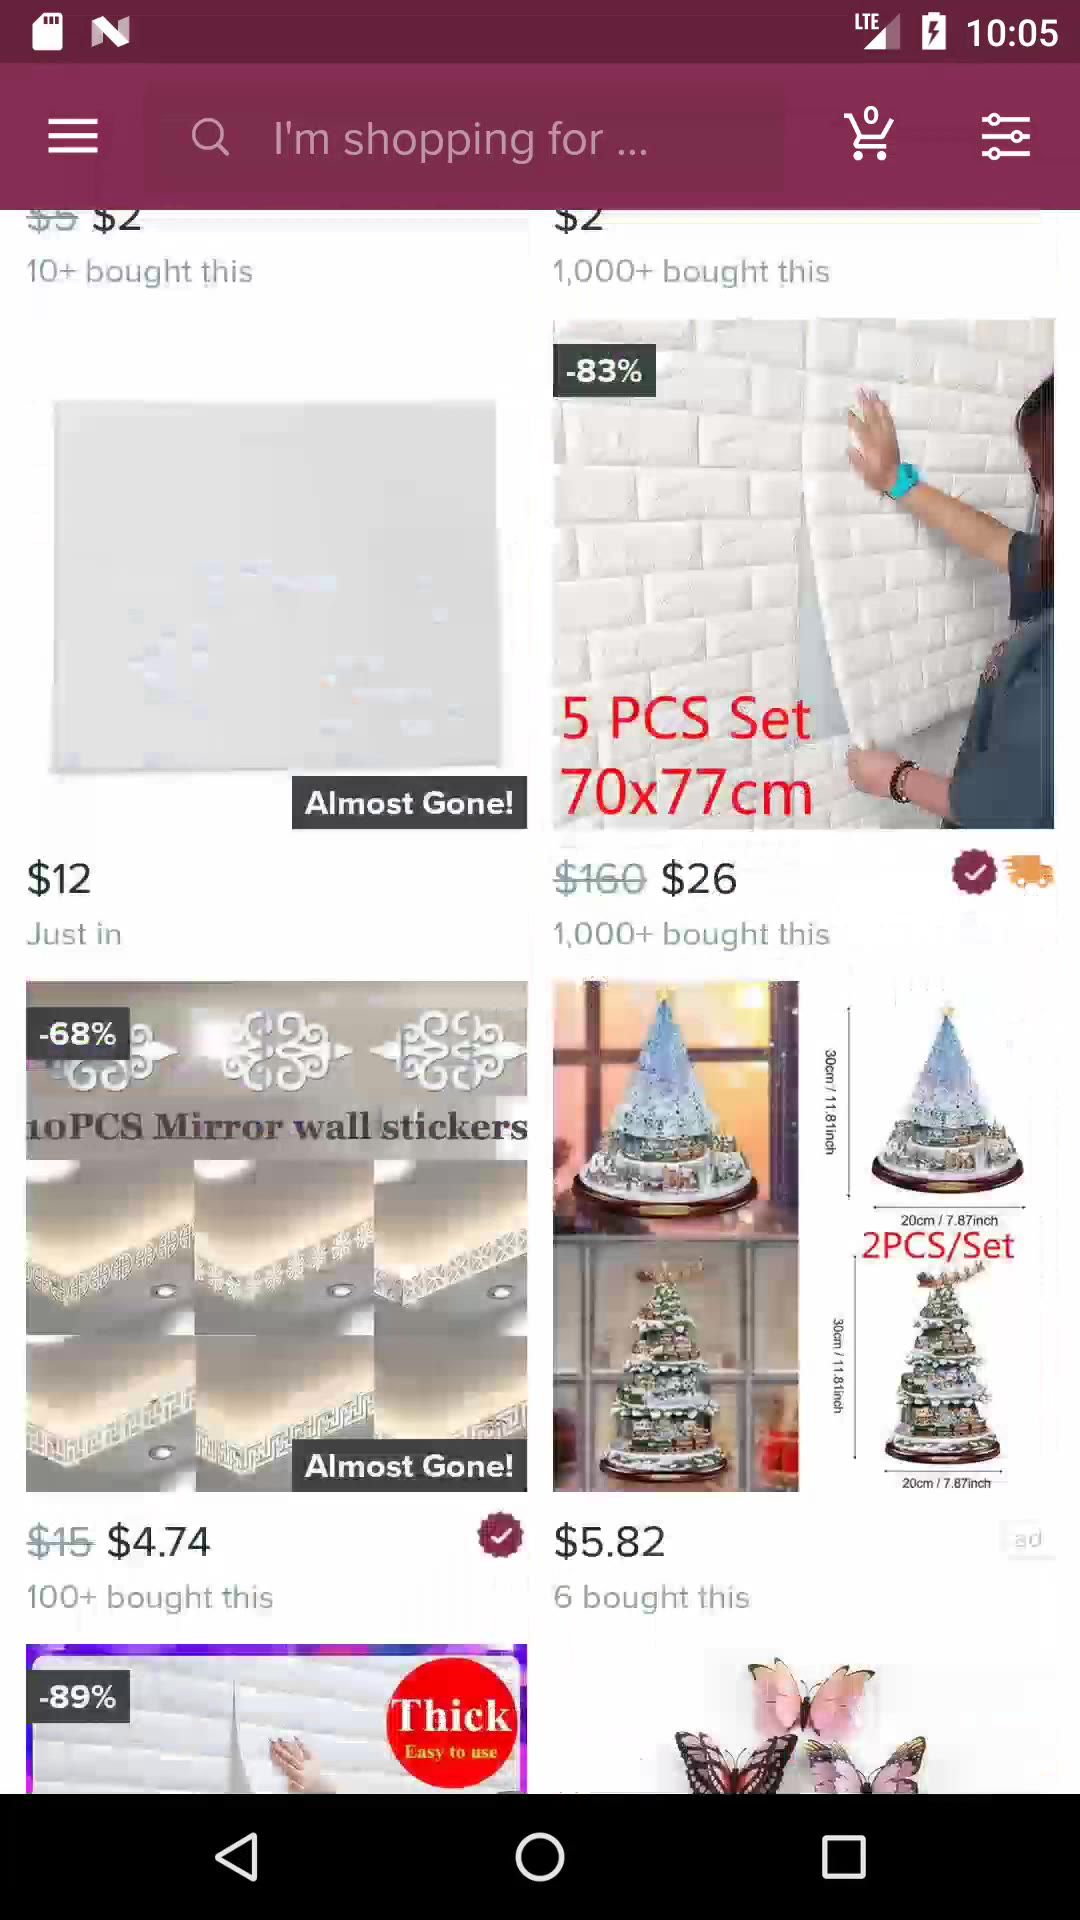 LTE 10:05
I'm shopping for ...
0
$5 $2
10+ bought this
$2
1,000+ bought this
Almost Gone!
$12
Just in
-83%
5 PCS Set
70x77cm
$160 $26
1,000+ bought this
-68%
10PCS Mirror wall stickers
Almost Gone!
$15 $4.74
100+ bought this
30cm / 11.81inch
20cm / 7.87inch
2PCS/Set
30cm / 11.81inch
20cm / 7.87inch
$5.82
ad
6 bought this
-89%
Thick
Easy to use